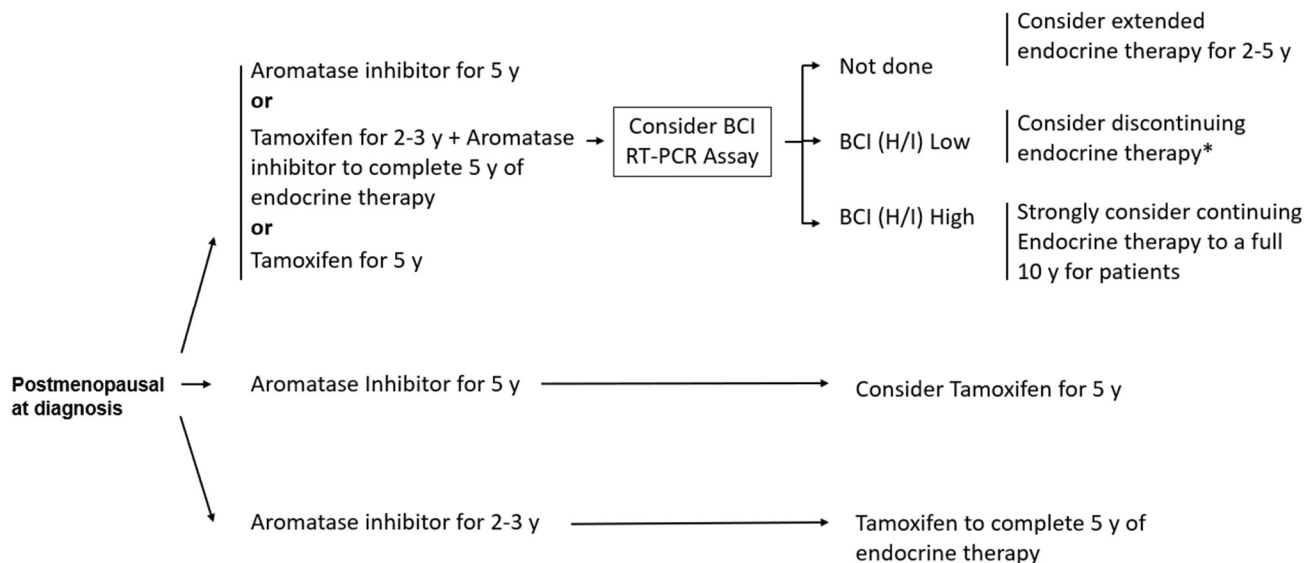 Aromatase inhibitor for 5 y
or
Tamoxifen for 2-3 y + Aromatase
inhibitor to complete 5 y of
endocrine therapy
or
Tamoxifen for 5 y
Consider BCI
RT-PCR Assay
Not done
Consider extended
endocrine therapy for 2-5 y
BCI (H/I) Low
Consider discontinuing
endocrine therapy*
BCI (H/I) High
Strongly consider continuing
Endocrine therapy to a full
10 y for patients
Postmenopausal
at diagnosis
Aromatase Inhibitor for 5 y
Consider Tamoxifen for 5 y
Aromatase inhibitor for 2-3 y
Tamoxifen to complete 5 y of
endocrine therapy